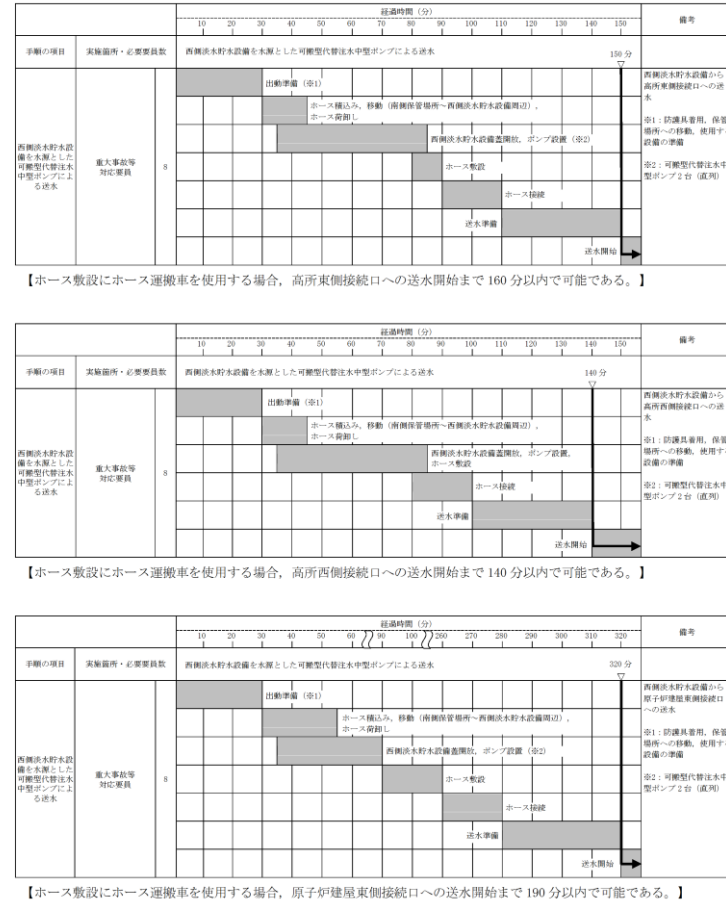 経過時間（分）
10 20 30 40 50 60 70 80 90 100 110 120 130 140 150
備考
手順の項目
実施箇所・必要要員数
西側淡水貯水設備を水源とした可搬型代替注水中型ポンプによる送水
150 分
西側淡水貯水設
備を水源とした
可搬型代替注水
中型ポンプによ
る送水
重大事故等
対応要員
8
出動準備（※1）
ホース積込み，移動（南側保管場所～西側淡水貯水設備周辺），
ホース荷卸し
西側淡水貯水設備蓋開放，ポンプ設置（※2）
ホース敷設
ホース接続
送水準備
送水開始
西側淡水貯水設備から
高所東側接続口への送
水
※1：防護具着用，保管
場所への移動，使用する
設備の準備
※2：可搬型代替注水中
型ポンプ2台（直列）
【ホース敷設にホース運搬車を使用する場合，高所東側接続口への送水開始まで 160 分以内で可能である。】
経過時間（分）
10 20 30 40 50 60 70 80 90 100 110 120 130 140 150
備考
手順の項目
実施箇所・必要要員数
西側淡水貯水設備を水源とした可搬型代替注水中型ポンプによる送水
140 分
西側淡水貯水設
備を水源とした
可搬型代替注水
中型ポンプによ
る送水
重大事故等
対応要員
8
出動準備（※1）
ホース積込み，移動（南側保管場所～西側淡水貯水設備周辺），
ホース荷卸し
西側淡水貯水設備蓋開放，ポンプ設置，
ホース敷設
ホース接続
送水準備
送水開始
西側淡水貯水設備から
高所西側接続口への送
水
※1：防護具着用，保管
場所への移動，使用する
設備の準備
※2：可搬型代替注水中
型ポンプ2台（直列）
【ホース敷設にホース運搬車を使用する場合，高所西側接続口への送水開始まで 140 分以内で可能である。】
経過時間（分）
10 20 30 40 50 60 90 100 260 270 280 290 300 310 320
備考
手順の項目
実施箇所・必要要員数
西側淡水貯水設備を水源とした可搬型代替注水中型ポンプによる送水
320 分
西側淡水貯水設
備を水源とした
可搬型代替注水
中型ポンプによ
る送水
重大事故等
対応要員
8
出動準備（※1）
ホース積込み，移動（南側保管場所～西側淡水貯水設備周辺），
ホース荷卸し
西側淡水貯水設備蓋開放，ポンプ設置（※2）
ホース敷設
ホース接続
送水準備
送水開始
西側淡水貯水設備から
原子炉建屋東側接続口
への送水
※1：防護具着用，保管
場所への移動，使用する
設備の準備
※2：可搬型代替注水中
型ポンプ2台（直列）
【ホース敷設にホース運搬車を使用する場合，原子炉建屋東側接続口への送水開始まで 190 分以内で可能である。】